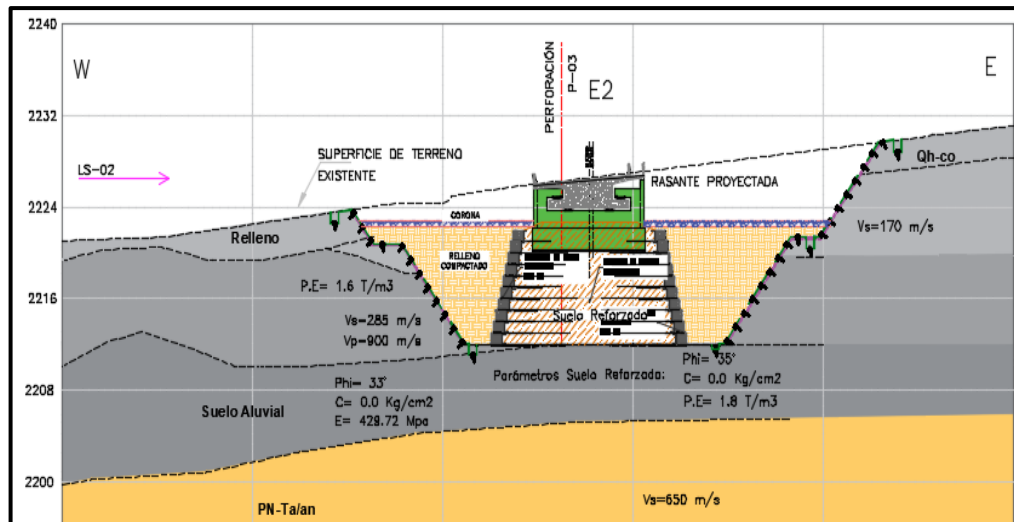 2240
2232
2224
2216
2208
2200
W
E
PERFORACIÓN
P-03
E2
LS-02
SUPERFICIE DE TERRENO
EXISTENTE
RASANTE PROYECTADA
Qh-co
CORONA
Vs=170 m/s
Relleno
RELLENO
COMPACTADO
P.E= 1.6 T/m3
Suelo Reforzado
Vs=285 m/s
Vp=900 m/s
Phi= 33°
C= 0.0 Kg/cm2
E= 429.72 Mpa
Parámetros Suelo Reforzado:
Phi= 35°
C= 0.0 Kg/cm2
P.E= 1.8 T/m3
Suelo Aluvial
PN-Ta/an
Vs=650 m/s